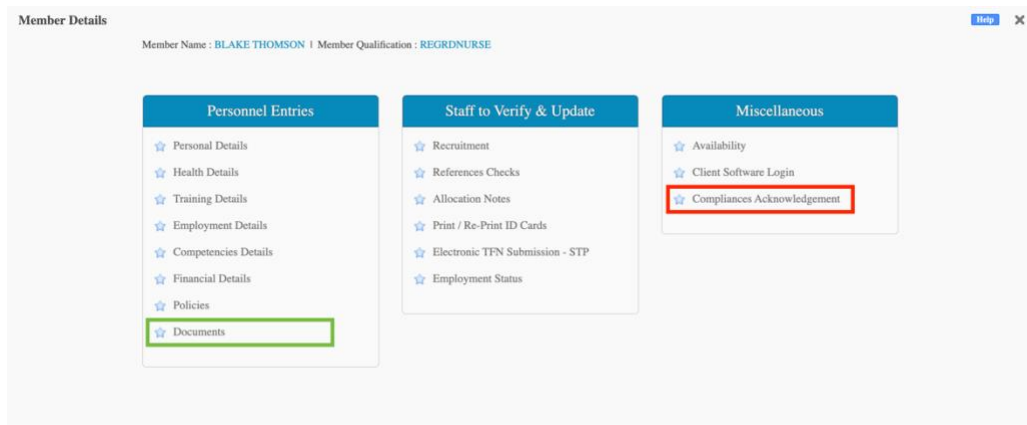 Member Details
Help
Member Name : BLAKE THOMSON | Member Qualification : REGRDNURSE
Personnel Entries
Personal Details
Health Details
Training Details
Employment Details
Competencies Details
Financial Details
Policies
Documents
Staff to Verify & Update
Recruitment
References Checks
Allocation Notes
Print / Re-Print ID Cards
Electronic TFN Submission - STP
Employment Status
Miscellaneous
Availability
Client Software Login
Compliances Acknowledgement